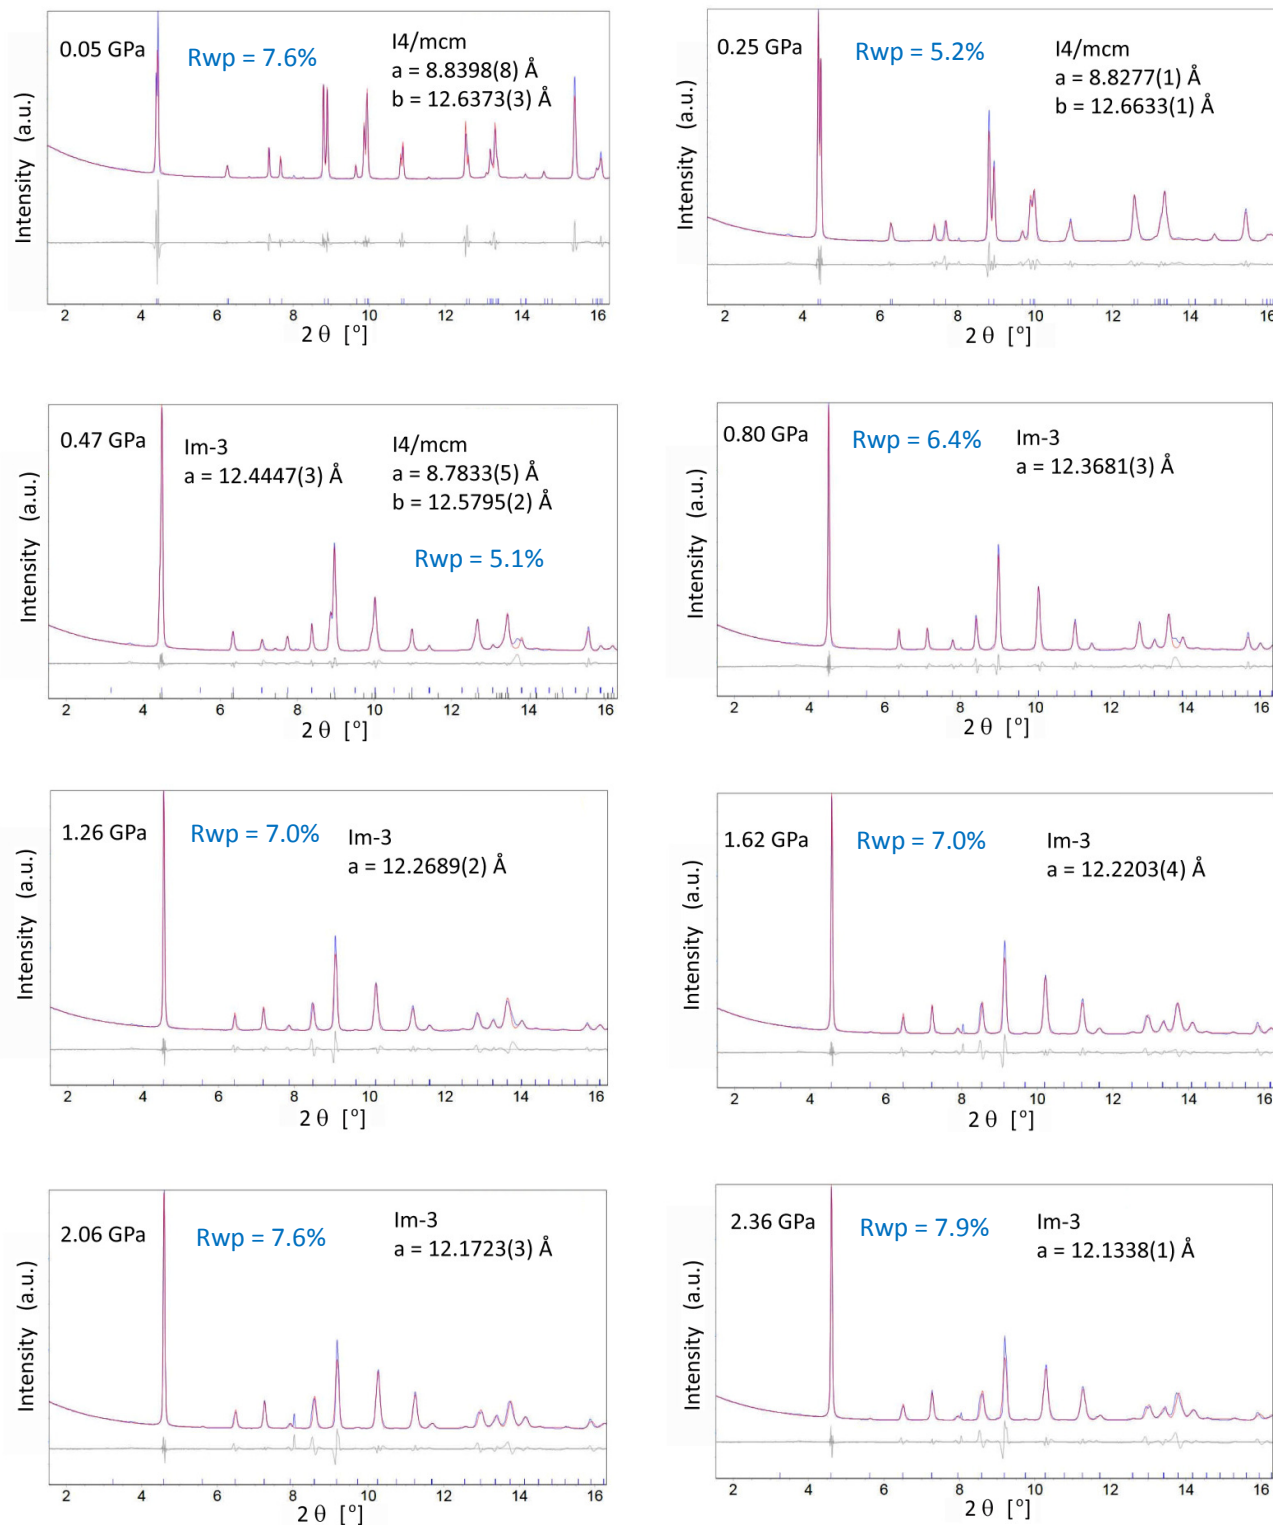 0.05 GPa
Rwp = 7.6%
I4/mcm
a = 8.8398(8) Å
b = 12.6373(3) Å
Intensity (a.u.)
2 4 6 8 10 12 14 16
2 θ [°]
0.25 GPa
Rwp = 5.2%
I4/mcm
a = 8.8277(1) Å
b = 12.6633(1) Å
Intensity (a.u.)
2 4 6 8 10 12 14 16
2 θ [°]
0.47 GPa
Im-3
a = 12.4447(3) Å
I4/mcm
a = 8.7833(5) Å
b = 12.5795(2) Å
Rwp = 5.1%
Intensity (a.u.)
2 4 6 8 10 12 14 16
2 θ [°]
0.80 GPa
Rwp = 6.4%
Im-3
a = 12.3681(3) Å
Intensity (a.u.)
2 4 6 8 10 12 14 16
2 θ [°]
1.26 GPa
Rwp = 7.0%
Im-3
a = 12.2689(2) Å
Intensity (a.u.)
2 4 6 8 10 12 14 16
2 θ [°]
1.62 GPa
Rwp = 7.0%
Im-3
a = 12.2203(4) Å
Intensity (a.u.)
2 4 6 8 10 12 14 16
2 θ [°]
2.06 GPa
Rwp = 7.6%
Im-3
a = 12.1723(3) Å
Intensity (a.u.)
2 4 6 8 10 12 14 16
2 θ [°]
2.36 GPa
Rwp = 7.9%
Im-3
a = 12.1338(1) Å
Intensity (a.u.)
2 4 6 8 10 12 14 16
2 θ [°]